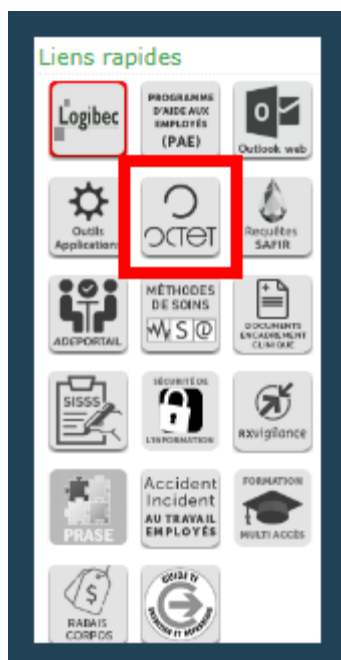 Liens rapides
Logibec
PROGRAMME
D'AIDE AUX
EMPLOYÉS
(PAE)
Outlook web
Outils
Applications
OCTET
Requêtes
SAFIR
ADEPORTAIL
MÉTHODES
DE SOINS
M S @
DOCUMENTS
ENCADREMENT
CLINIQUE
SISSS
SÉCURITÉ DE
L'INFORMATION
RXvigilance
PRASE
Accident
Incident
AU TRAVAIL
EMPLOYÉS
FORMATION
MULTI ACCÈS
RABAIS
CORPOS
GUIDE TI